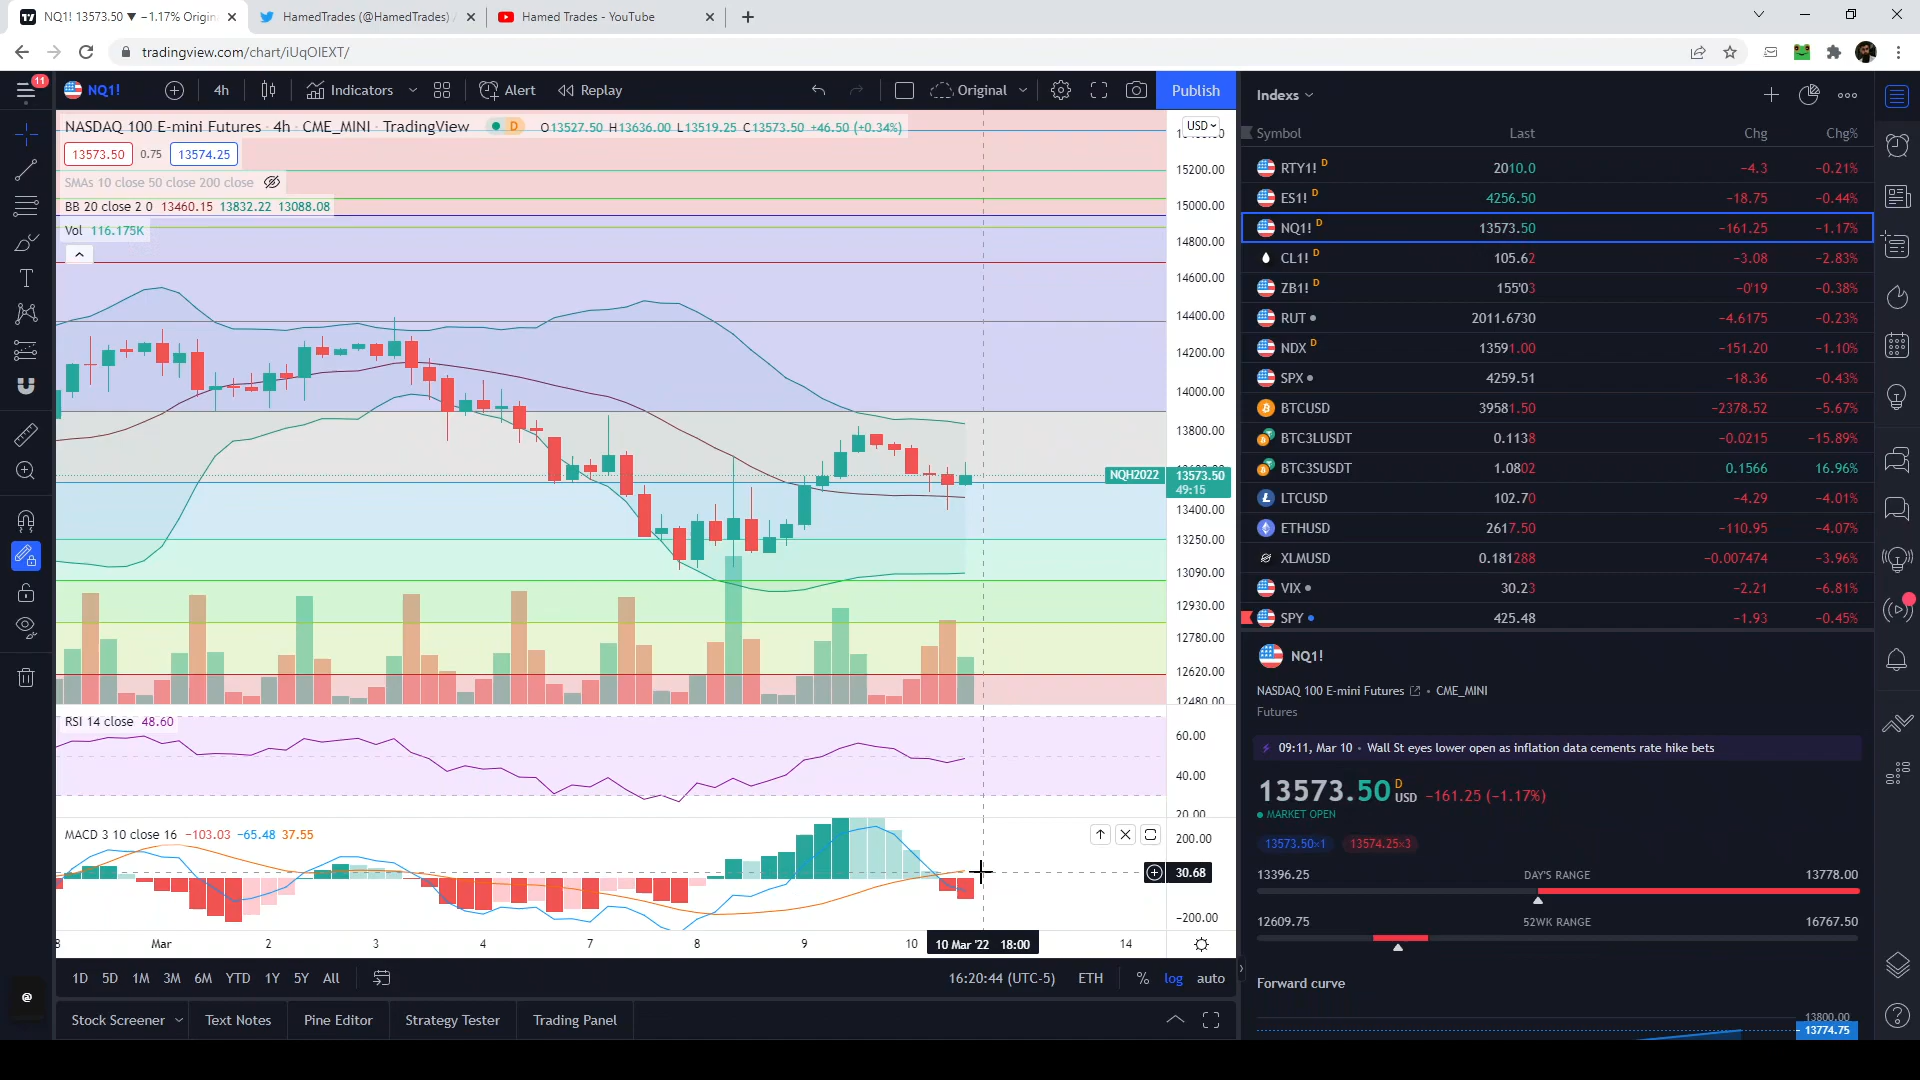 NQ1! 13573.50 ▼ −1.17% Origin
HamedTrades (@HamedTrades) /
Hamed Trades - YouTube
tradingview.com/chart/iUqOIEXT/
11
NQ1!
4h
Indicators
Alert
Replay
Original
Publish
NASDAQ 100 E-mini Futures · 4h · CME_MINI · TradingView
D
O13527.50 H13636.00 L13519.25 C13573.50 +46.50 (+0.34%)
USD
13573.50 0.75 13574.25
SMAs 10 close 50 close 200 close
BB 20 close 2 0 13460.15 13832.22 13088.08
Vol 116.175K
15200.00
15000.00
14800.00
14600.00
14400.00
14200.00
14000.00
13800.00
NQH2022 13573.50
49:15
13400.00
13250.00
13090.00
12930.00
12780.00
12620.00
12480.00
RSI 14 close 48.60
60.00
40.00
20.00
MACD 3 10 close 16 −103.03 −65.48 37.55
200.00
30.68
−200.00
8 Mar 2 3 4 7 8 9 10 10 Mar '22 18:00 14
1D 5D 1M 3M 6M YTD 1Y 5Y All
16:20:44 (UTC-5) ETH % log auto
Stock Screener Text Notes Pine Editor Strategy Tester Trading Panel
Indexs
Symbol Last Chg Chg%
RTY1! D 2010.0 −4.3 −0.21%
ES1! D 4256.50 −18.75 −0.44%
NQ1! D 13573.50 −161.25 −1.17%
CL1! D 105.62 −3.08 −2.83%
ZB1! D 155'03 −0'19 −0.38%
RUT 2011.6730 −4.6175 −0.23%
NDX D 13591.00 −151.20 −1.10%
SPX 4259.51 −18.36 −0.43%
BTCUSD 39581.50 −2378.52 −5.67%
BTC3LUSDT 0.1138 −0.0215 −15.89%
BTC3SUSDT 1.0802 0.1566 16.96%
LTCUSD 102.70 −4.29 −4.01%
ETHUSD 2617.50 −110.95 −4.07%
XLMUSD 0.181288 −0.007474 −3.96%
VIX 30.23 −2.21 −6.81%
SPY 425.48 −1.93 −0.45%
NQ1!
NASDAQ 100 E-mini Futures • CME_MINI
Futures
09:11, Mar 10 • Wall St eyes lower open as inflation data cements rate hike bets
13573.50 D USD −161.25 (−1.17%)
MARKET OPEN
13573.50×1 13574.25×3
13396.25 DAY'S RANGE 13778.00
12609.75 52WK RANGE 16767.50
Forward curve
13800.00
13774.75